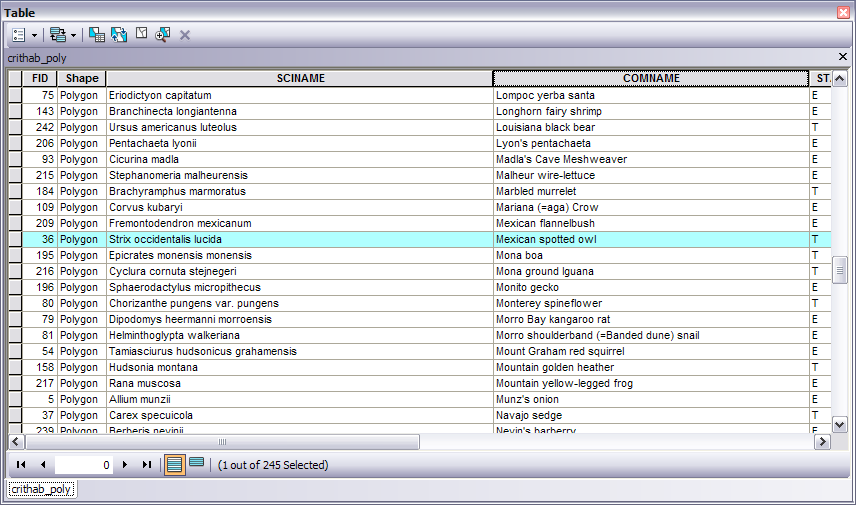 Table
crithab_poly
FID Shape SCINAME COMNAME ST
75 Polygon Eriodictyon capitatum Lompoc yerba santa E
143 Polygon Branchinecta longiantenna Longhorn fairy shrimp E
242 Polygon Ursus americanus luteolus Louisiana black bear T
206 Polygon Pentachaeta lyonii Lyon's pentachaeta E
93 Polygon Cicurina madla Madla's Cave Meshweaver E
215 Polygon Stephanomeria malheurensis Malheur wire-lettuce E
184 Polygon Brachyramphus marmoratus Marbled murrelet T
109 Polygon Corvus kubaryi Mariana (=aga) Crow E
209 Polygon Fremontodendron mexicanum Mexican flannelbush E
36 Polygon Strix occidentalis lucida Mexican spotted owl T
195 Polygon Epicrates monensis monensis Mona boa T
216 Polygon Cyclura cornuta stejnegeri Mona ground Iguana T
196 Polygon Sphaerodactylus micropithecus Monito gecko E
80 Polygon Chorizanthe pungens var. pungens Monterey spineflower T
79 Polygon Dipodomys heermanni morroensis Morro Bay kangaroo rat E
81 Polygon Helminthoglypta walkeriana Morro shoulderband (=Banded dune) snail E
54 Polygon Tamiasciurus hudsonicus grahamensis Mount Graham red squirrel E
158 Polygon Hudsonia montana Mountain golden heather T
217 Polygon Rana muscosa Mountain yellow-legged frog E
5 Polygon Allium munzii Munz's onion E
37 Polygon Carex specuicola Navajo sedge T
239 Polygon Berberis nevinii Nevin's barberry E
0 (1 out of 245 Selected)
crithab_poly